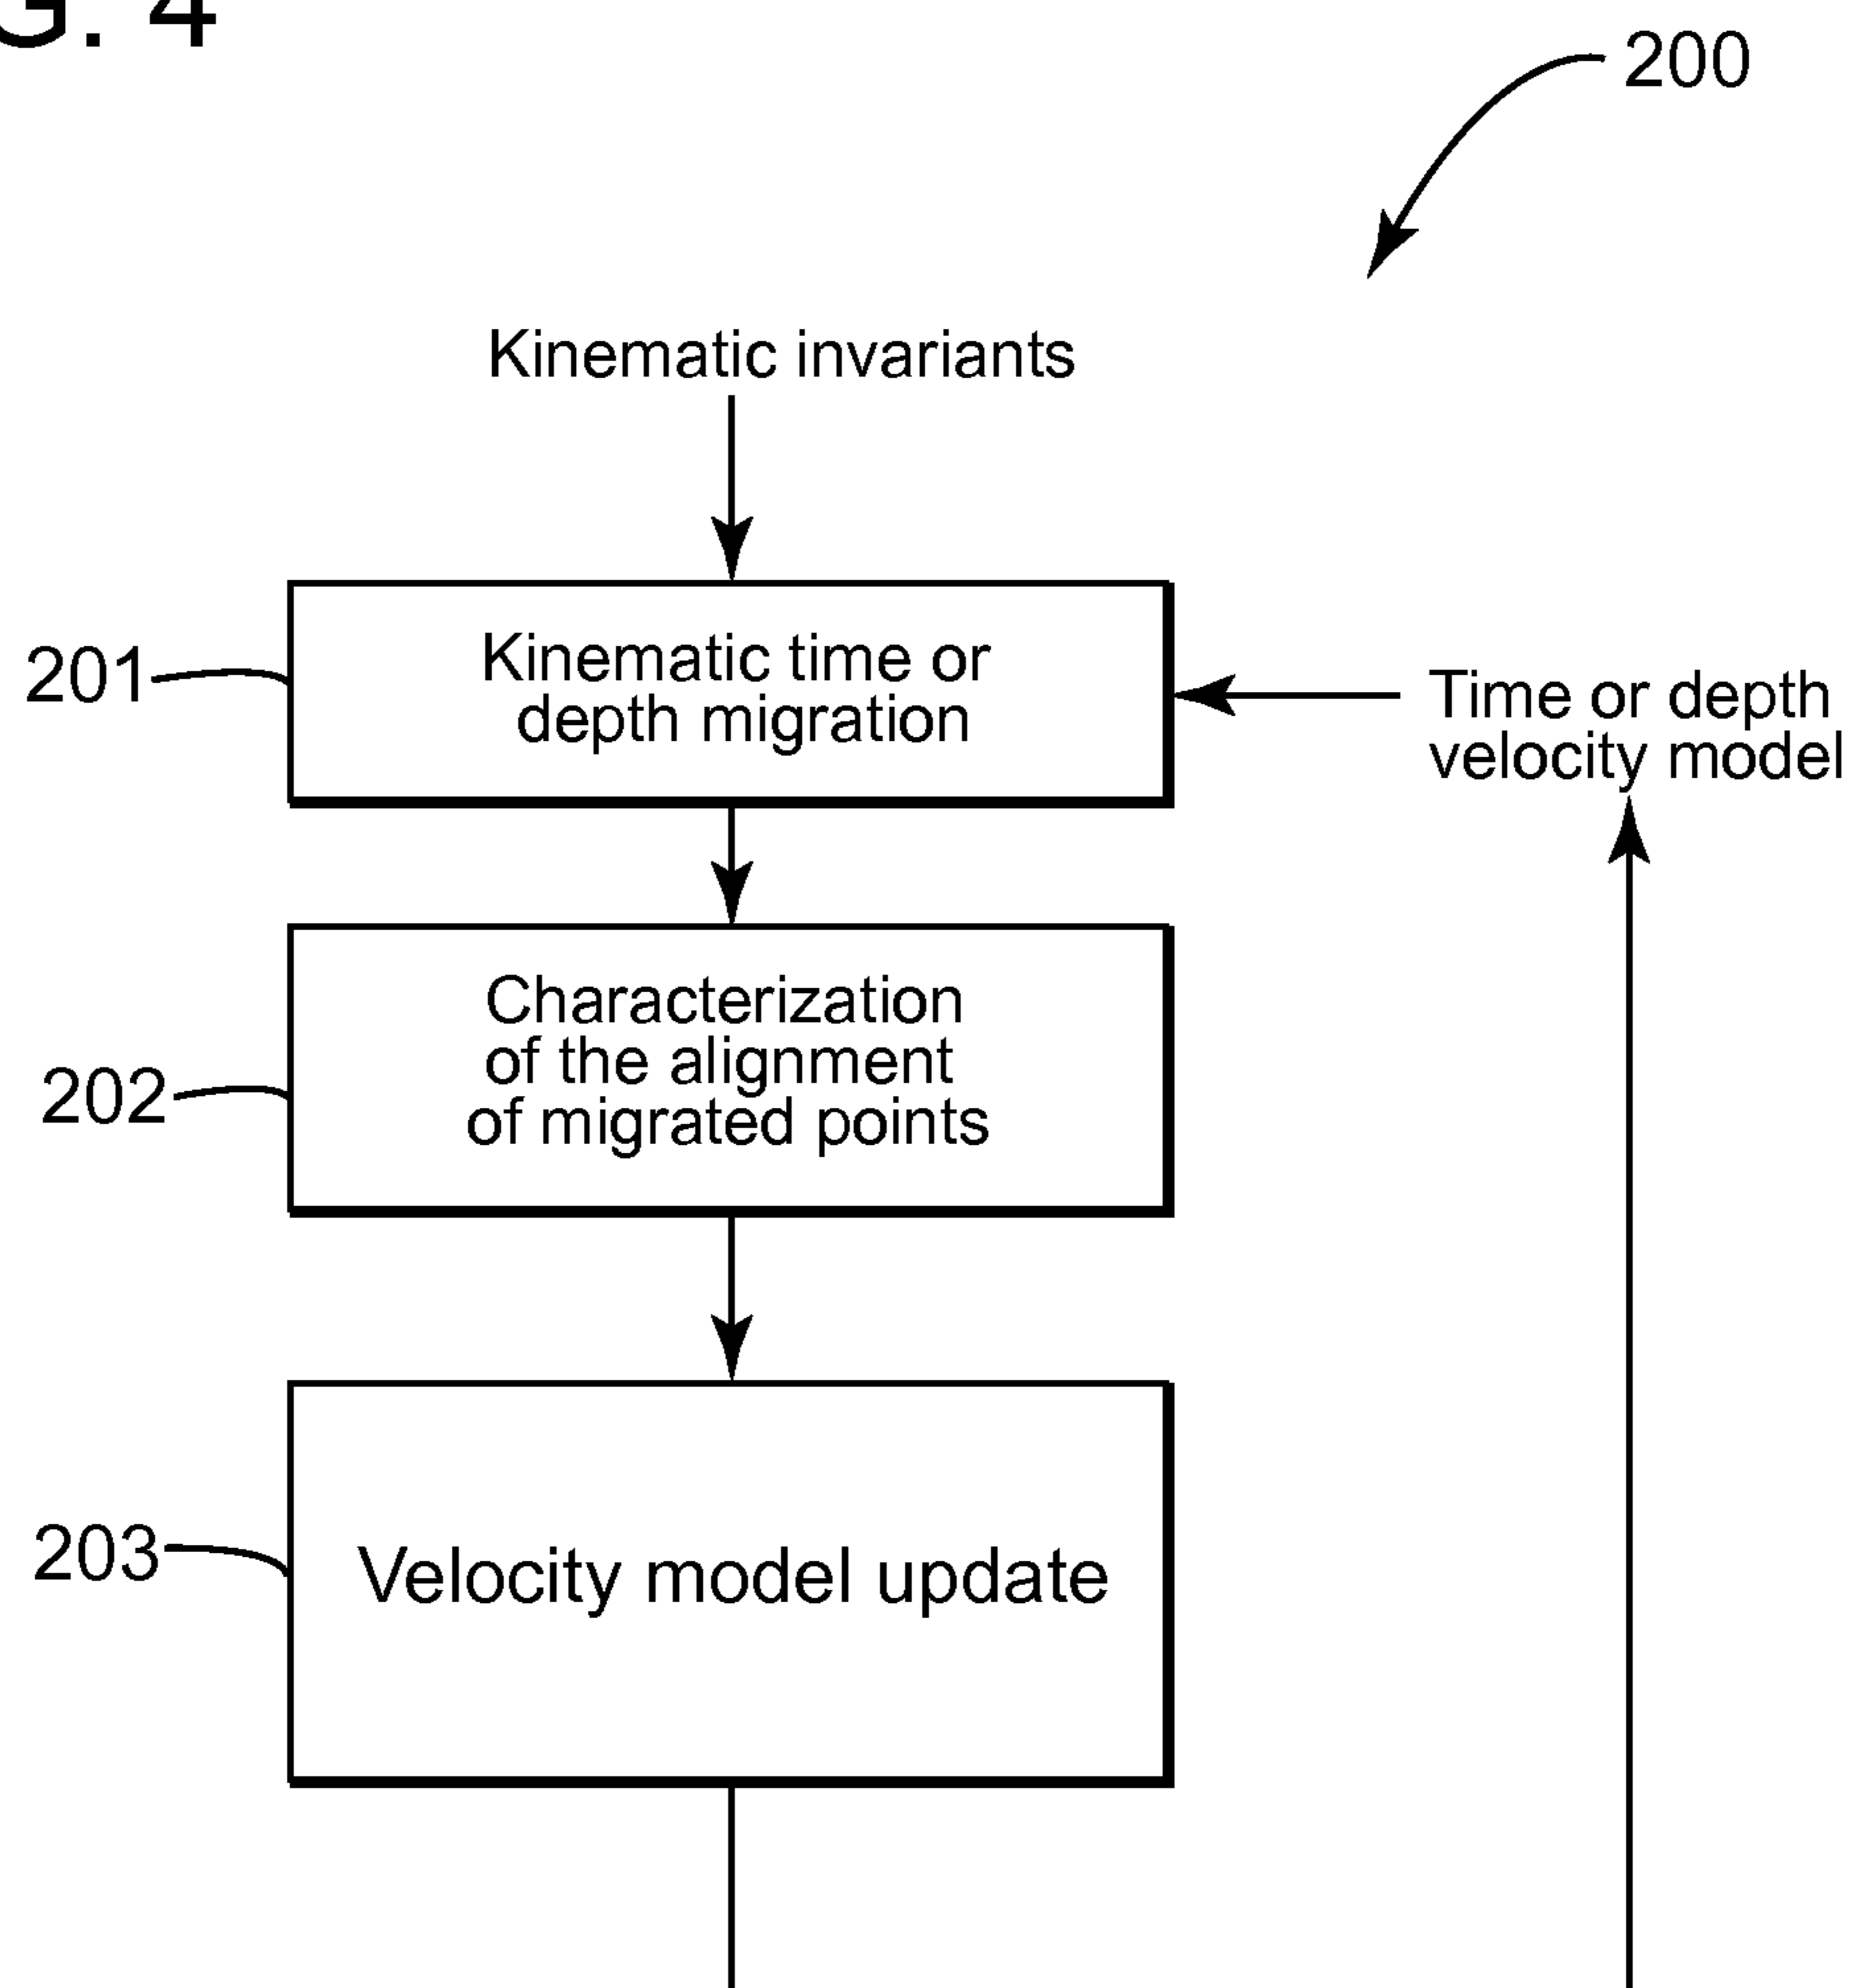 G. 4
200
Kinematic invariants
201
Kinematic time or
depth migration
Time or depth
velocity model
202
Characterization
of the alignment
of migrated points
203
Velocity model update